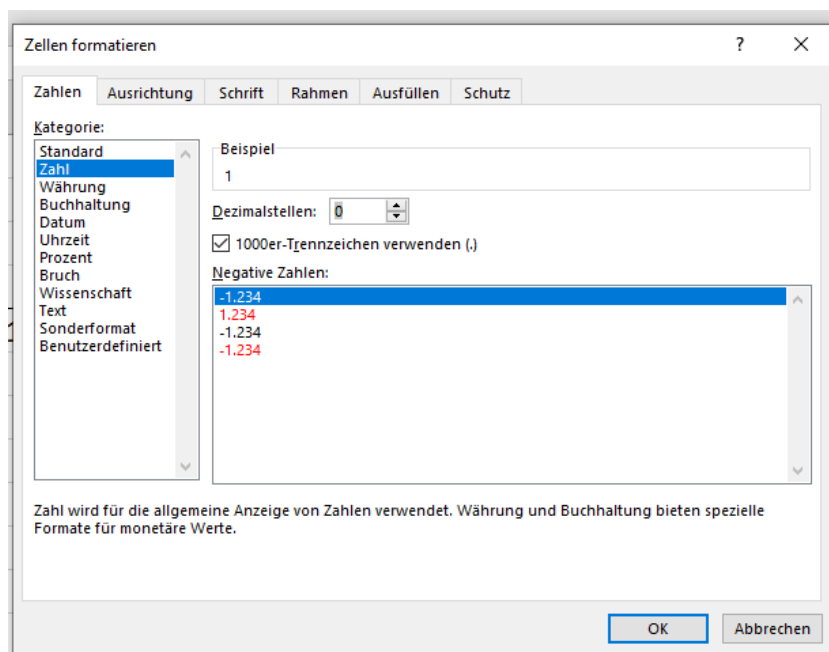 Zellen formatieren
?
Zahlen Ausrichtung Schrift Rahmen Ausfüllen Schutz
Kategorie:
Standard
Zahl
Währung
Buchhaltung
Datum
Uhrzeit
Prozent
Bruch
Wissenschaft
Text
Sonderformat
Benutzerdefiniert
Beispiel
1
Dezimalstellen: 0
1000er-Trennzeichen verwenden (.)
Negative Zahlen:
-1.234
1.234
-1.234
-1.234
Zahl wird für die allgemeine Anzeige von Zahlen verwendet. Währung und Buchhaltung bieten spezielle
Formate für monetäre Werte.
OK Abbrechen